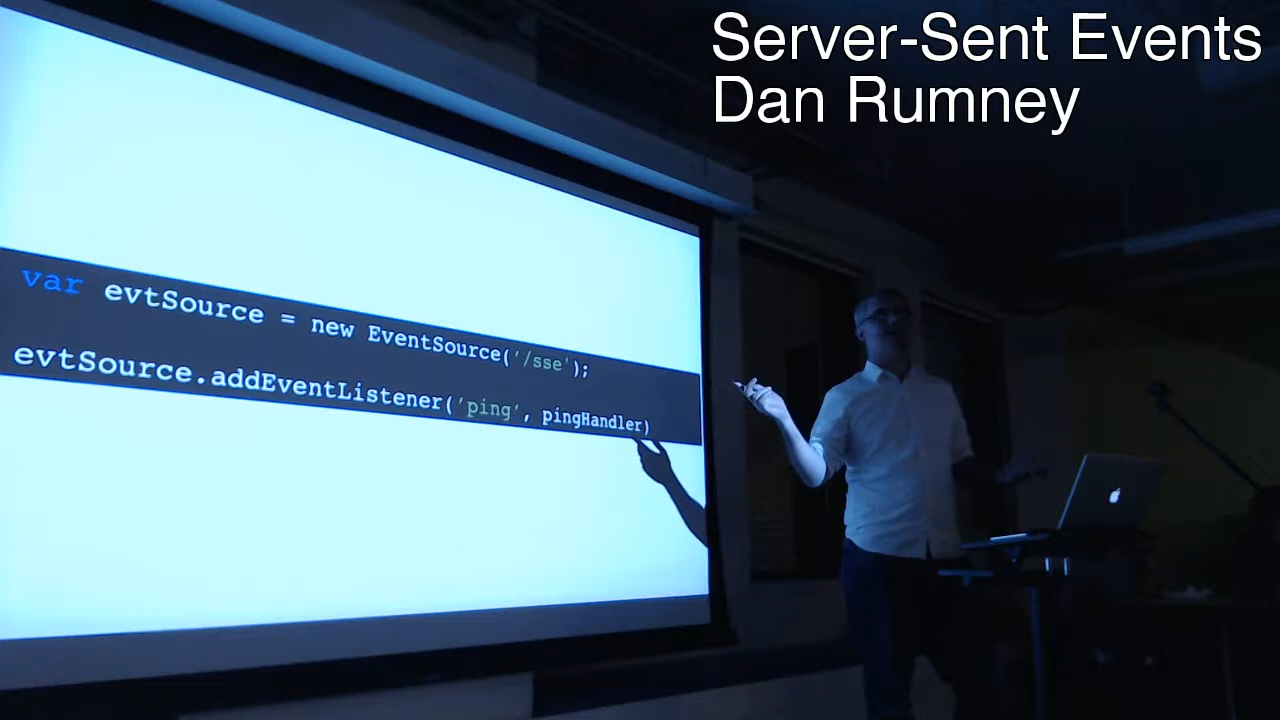 Server-Sent Events
Dan Rumney
var evtSource = new EventSource('/sse');
evtSource.addEventListener('ping', pingHandler)